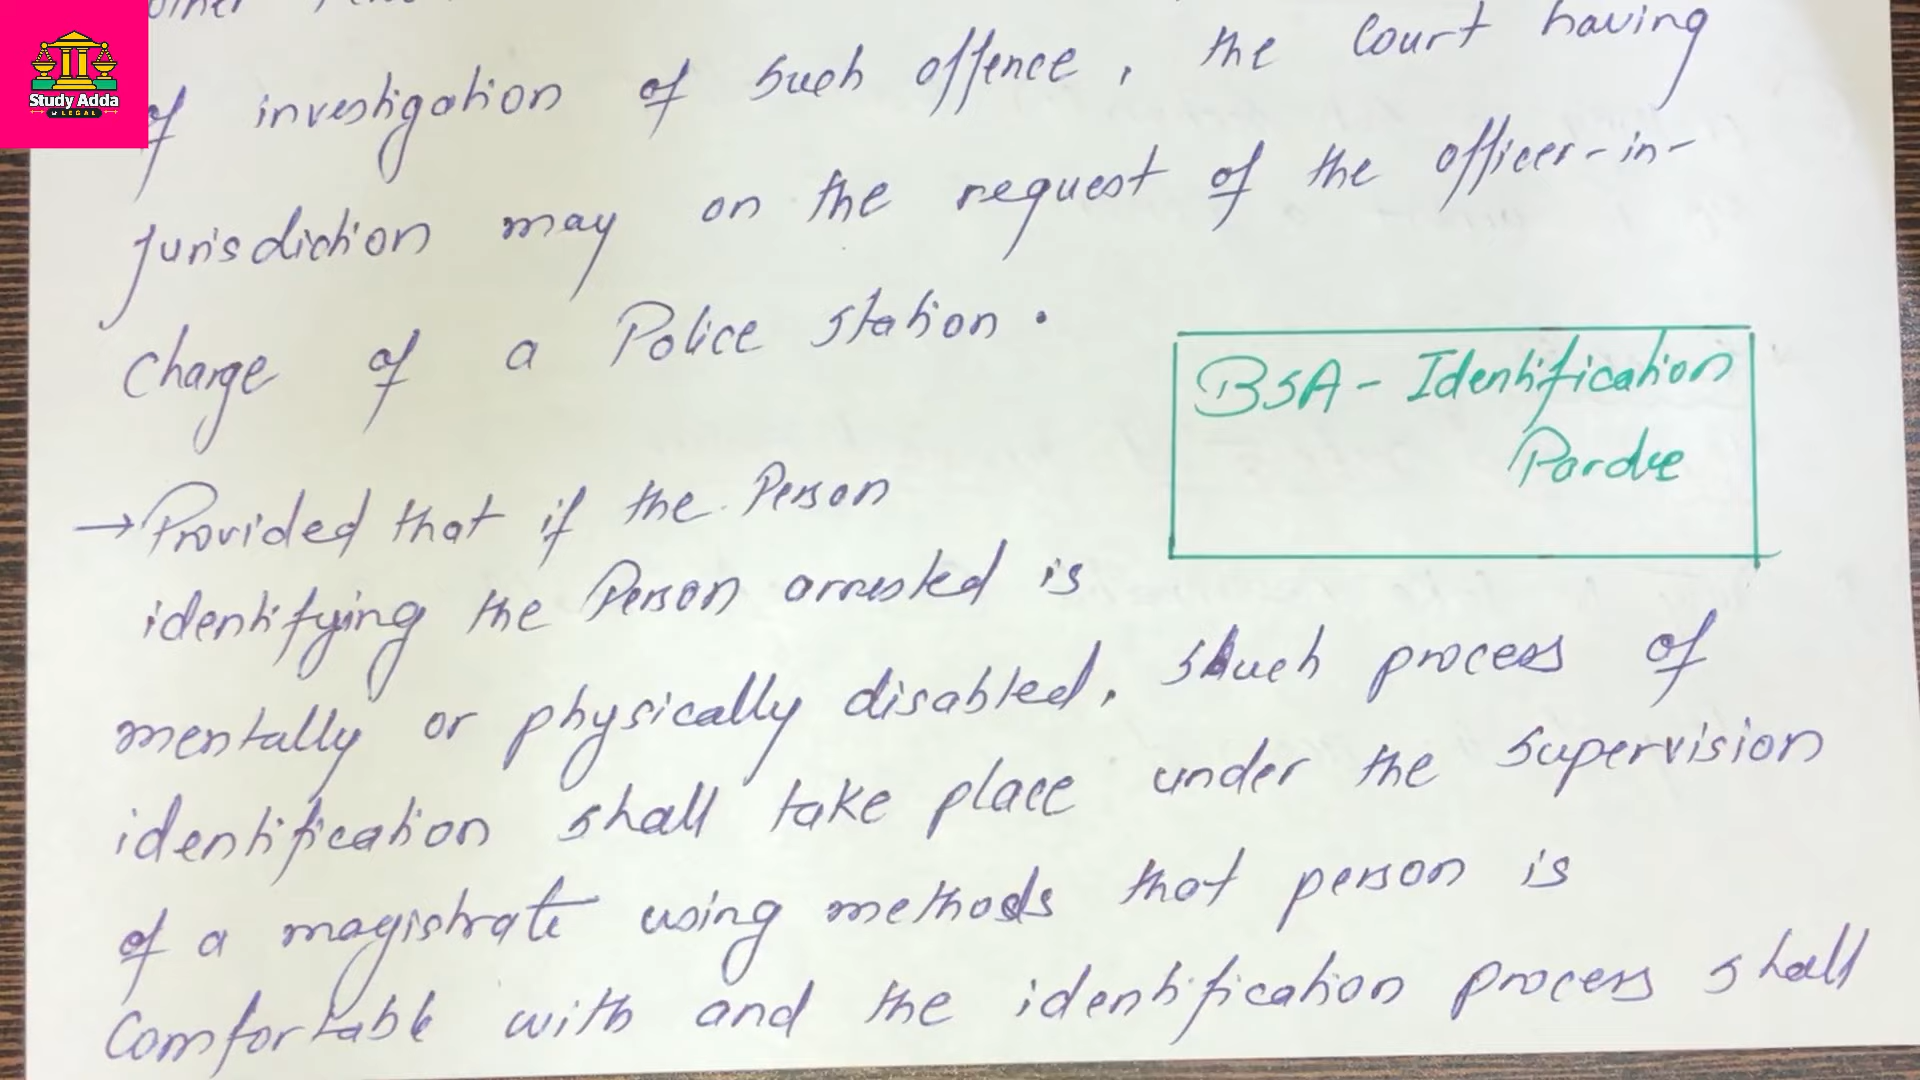 Study Adda
LEGAL
of investigation of such offence, the Court having
jurisdiction may on the request of the officer-in-
charge of a Police station.
BSA - Identification
Pardue
→ Provided that if the Person
identifying the Person arrested is
mentally or physically disabled, such process of
identification shall take place under the supervision
of a magistrate using methods that person is
Comfortable with and the identification process shall